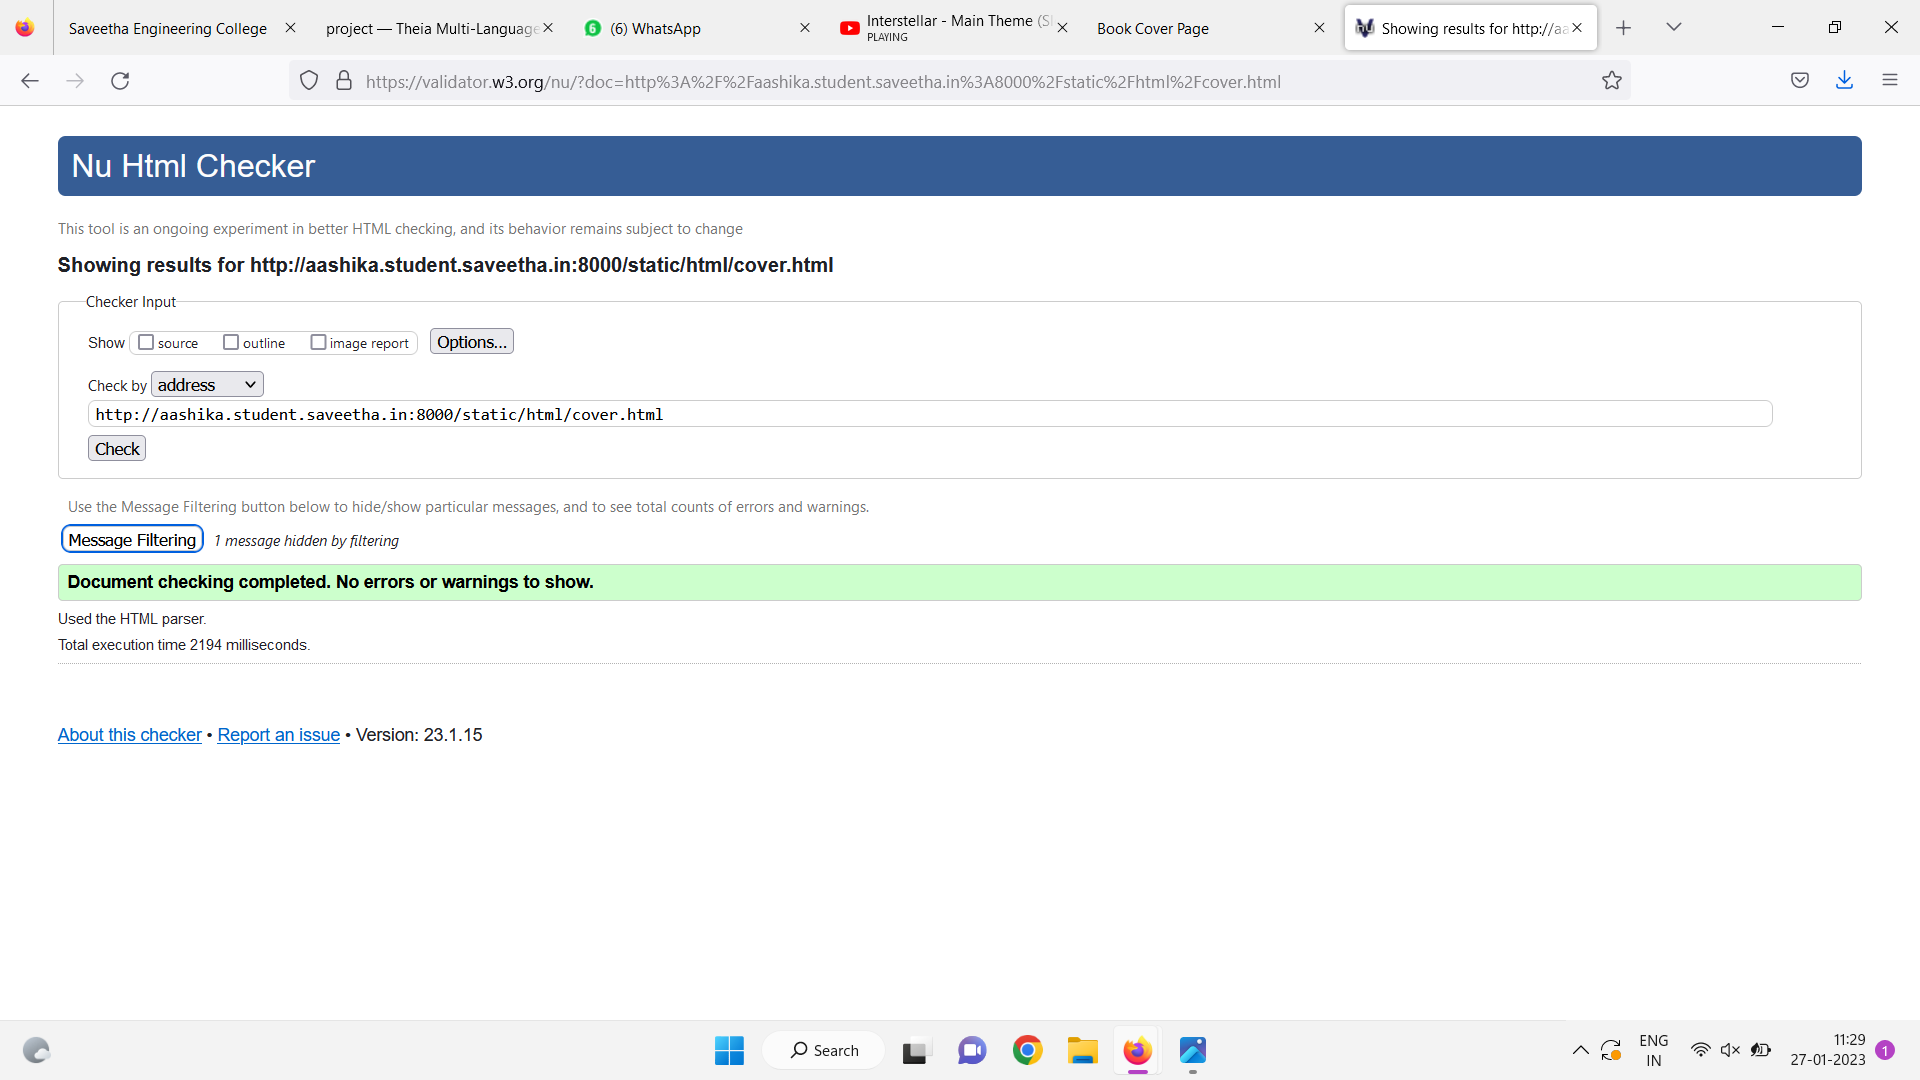 Saveetha Engineering College
project — Theia Multi-Language
6 (6) WhatsApp
Interstellar - Main Theme (S
PLAYING
Book Cover Page
Showing results for http://aa
https://validator.w3.org/nu/?doc=http%3A%2F%2Faashika.student.saveetha.in%3A8000%2Fstatic%2Fhtml%2Fcover.html
Nu Html Checker
This tool is an ongoing experiment in better HTML checking, and its behavior remains subject to change
Showing results for http://aashika.student.saveetha.in:8000/static/html/cover.html
Checker Input
Show source outline image report Options...
Check by address
http://aashika.student.saveetha.in:8000/static/html/cover.html
Check
Use the Message Filtering button below to hide/show particular messages, and to see total counts of errors and warnings.
Message Filtering 1 message hidden by filtering
Document checking completed. No errors or warnings to show.
Used the HTML parser.
Total execution time 2194 milliseconds.
About this checker • Report an issue • Version: 23.1.15
Search
ENG
IN
11:29
27-01-2023
1